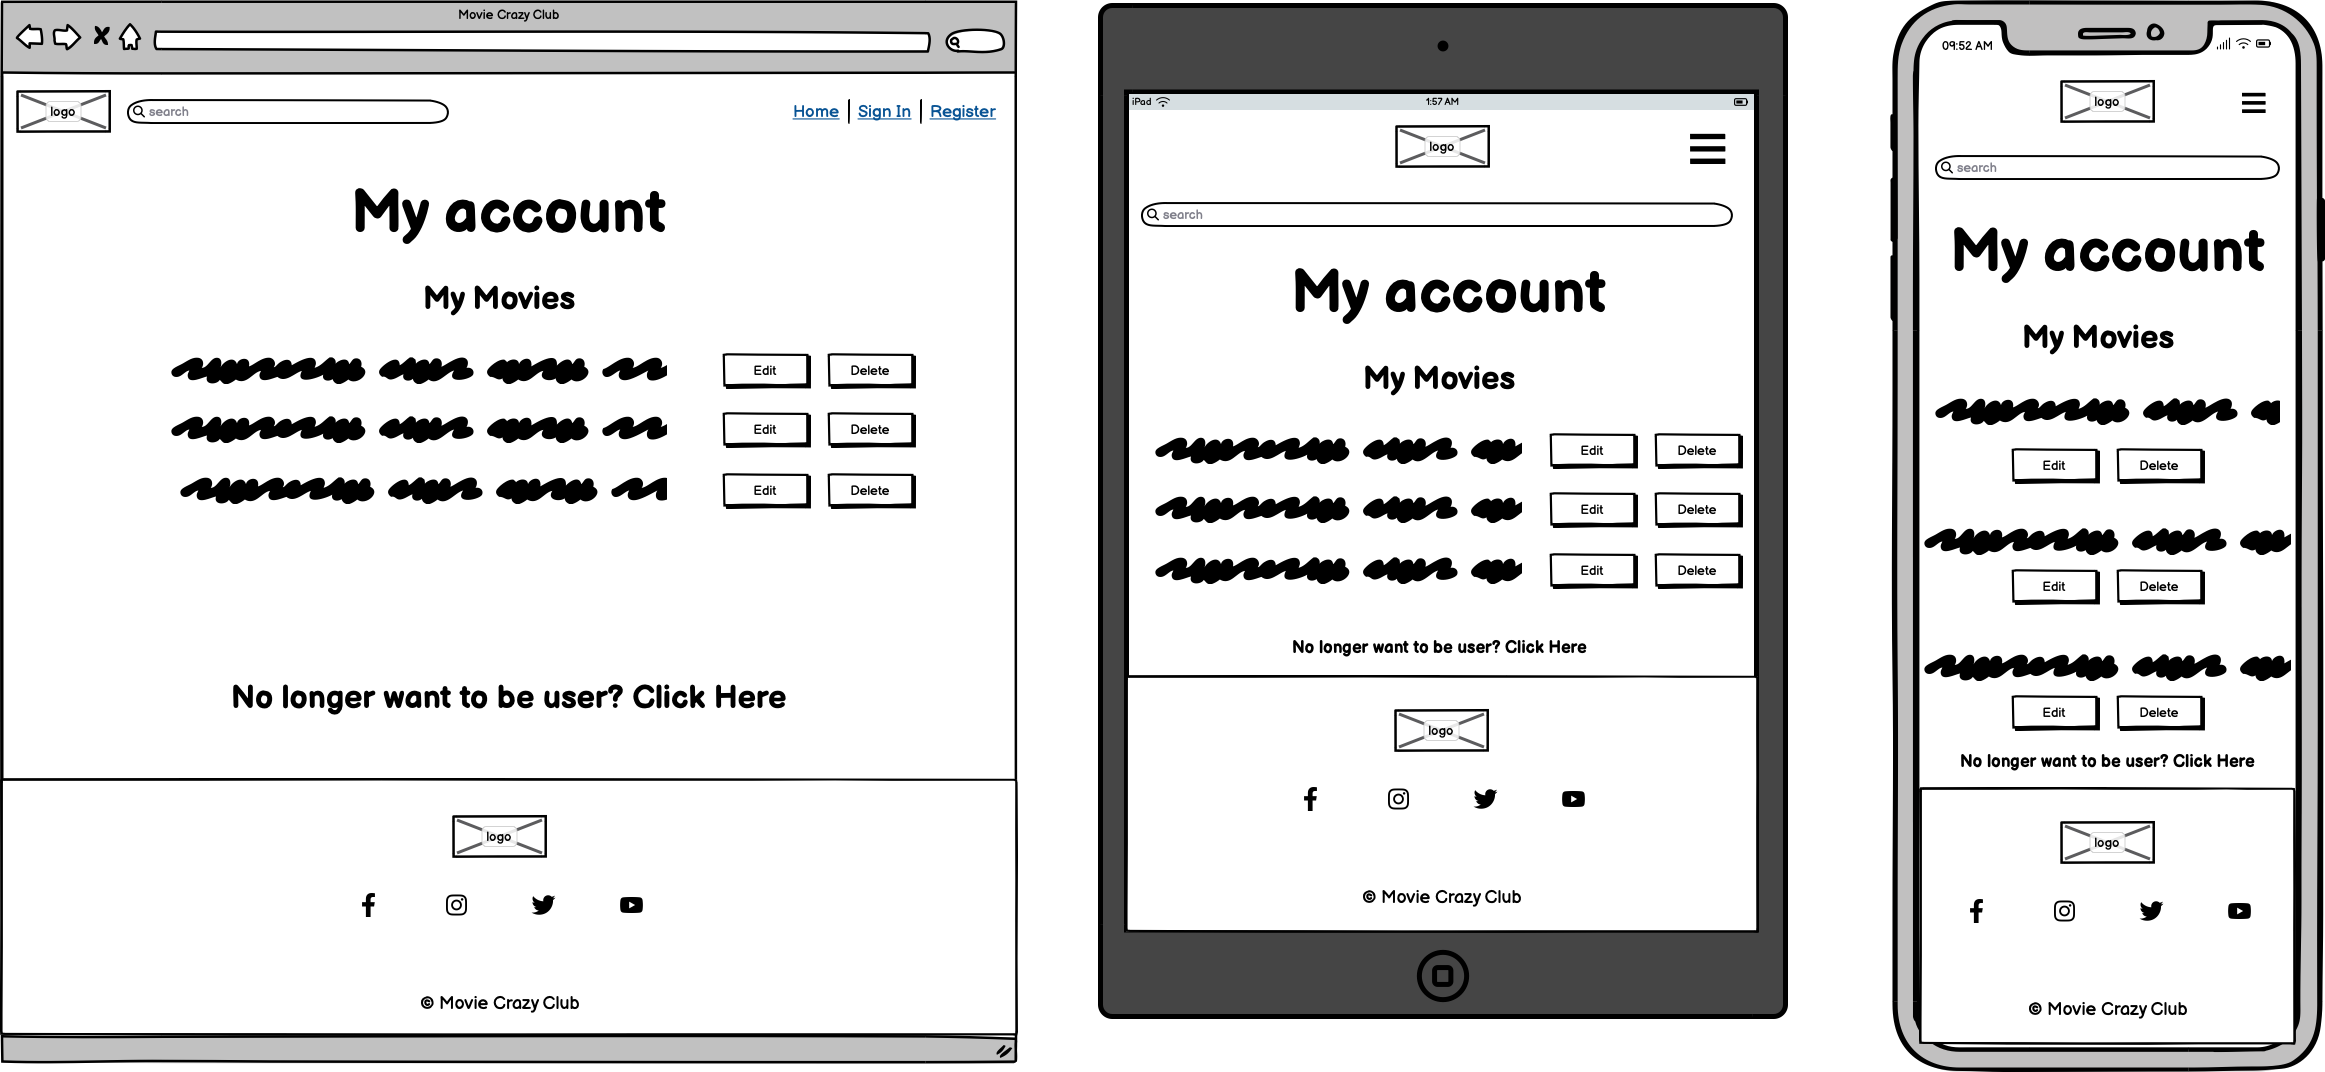 Movie Crazy Club
logo
search
Home Sign In Register
My account
My Movies
Edit Delete
Edit Delete
Edit Delete
No longer want to be user? Click Here
logo
© Movie Crazy Club
iPad 1:57 AM
logo
search
My account
My Movies
Edit Delete
Edit Delete
Edit Delete
No longer want to be user? Click Here
logo
© Movie Crazy Club
09:52 AM
logo
search
My account
My Movies
Edit Delete
Edit Delete
Edit Delete
No longer want to be user? Click Here
logo
© Movie Crazy Club